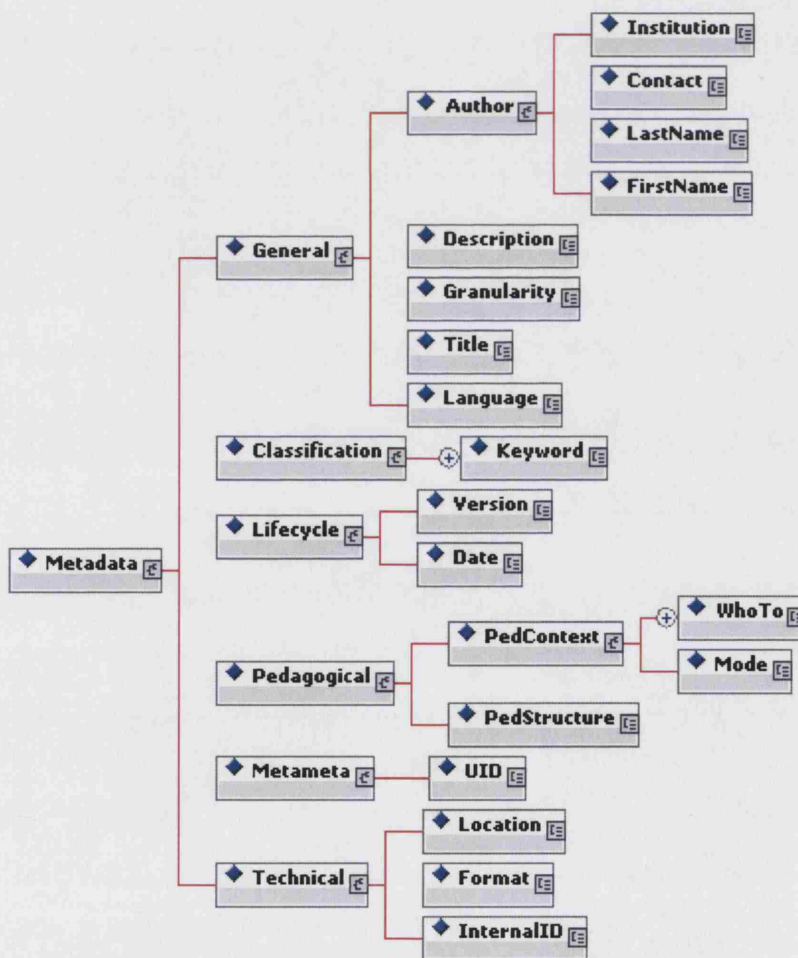 Institution
Contact
Author
LastName
FirstName
Description
General
Granularity
Title
Language
Classification
Keyword
Version
Lifecycle
Date
Metadata
WhoTo
PedContext
Mode
Pedagogical
PedStructure
Metameta
UID
Location
Technical
Format
InternalID